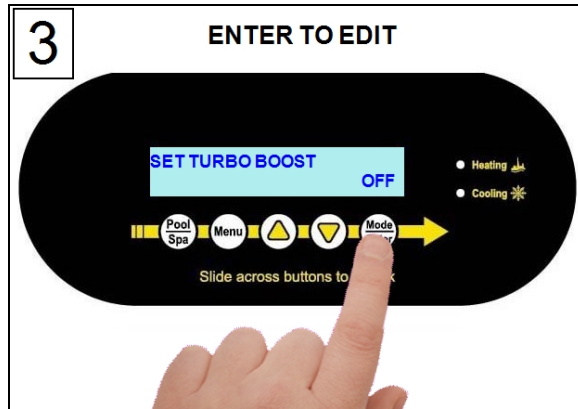 3
ENTER TO EDIT
SET TURBO BOOST
OFF
Heating
Cooling
Pool
Spa
Menu
Mode
Slide across buttons to